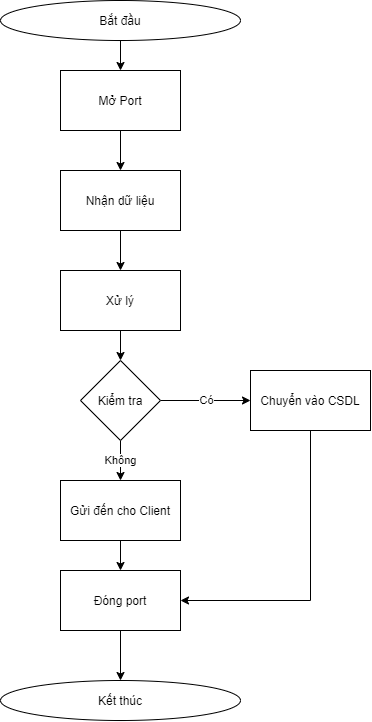 Bắt đầu
Mở Port
Nhận dữ liệu
Xử lý
Kiểm tra
Có
Chuyển vào CSDL
Không
Gửi đến cho Client
Đóng port
Kết thúc